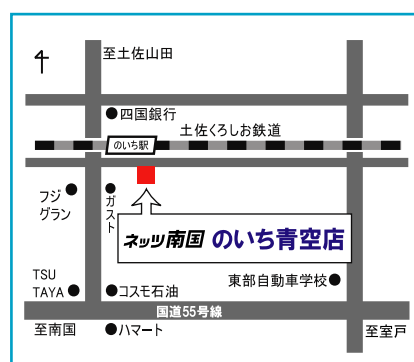 至土佐山田
四国銀行
土佐くろしお鉄道
のいち駅
フジ
グラン
ガスト
ネッツ南国 のいち青空店
TSU
TAYA
コスモ石油
東部自動車学校
国道55号線
至南国
ハマート
至室戸